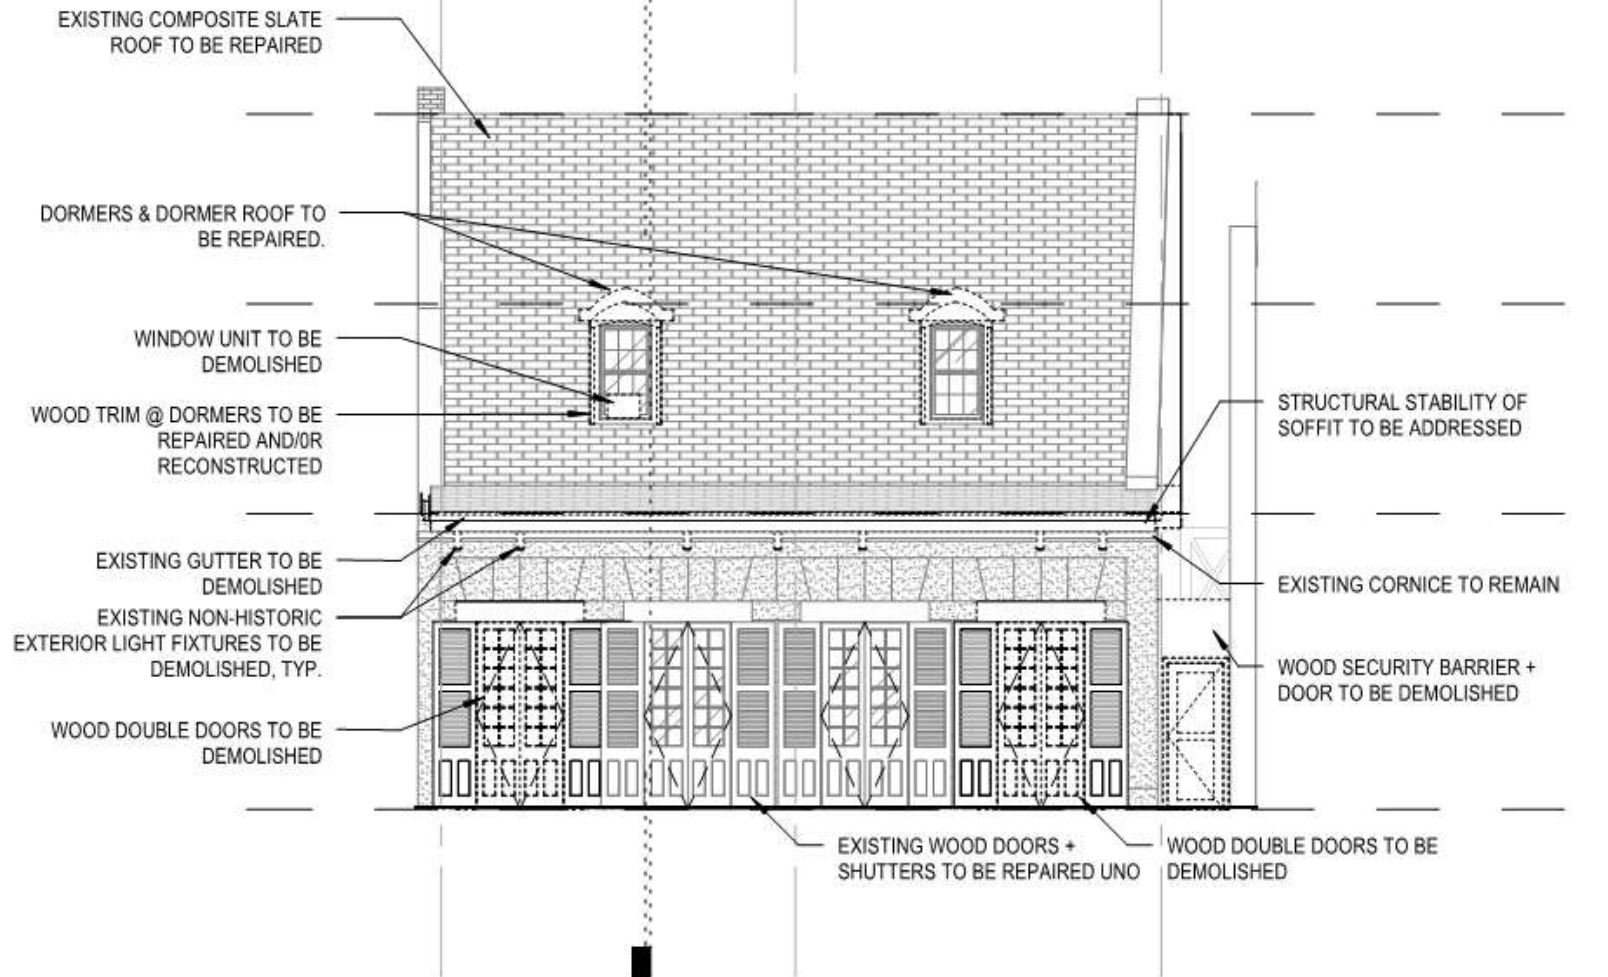 EXISTING COMPOSITE SLATE
ROOF TO BE REPAIRED
DORMERS & DORMER ROOF TO
BE REPAIRED.
WINDOW UNIT TO BE
DEMOLISHED
WOOD TRIM @ DORMERS TO BE
REPAIRED AND/0R
RECONSTRUCTED
EXISTING GUTTER TO BE
DEMOLISHED
EXISTING NON-HISTORIC
EXTERIOR LIGHT FIXTURES TO BE
DEMOLISHED, TYP.
WOOD DOUBLE DOORS TO BE
DEMOLISHED
STRUCTURAL STABILITY OF
SOFFIT TO BE ADDRESSED
EXISTING CORNICE TO REMAIN
WOOD SECURITY BARRIER +
DOOR TO BE DEMOLISHED
EXISTING WOOD DOORS +
SHUTTERS TO BE REPAIRED UNO
WOOD DOUBLE DOORS TO BE
DEMOLISHED